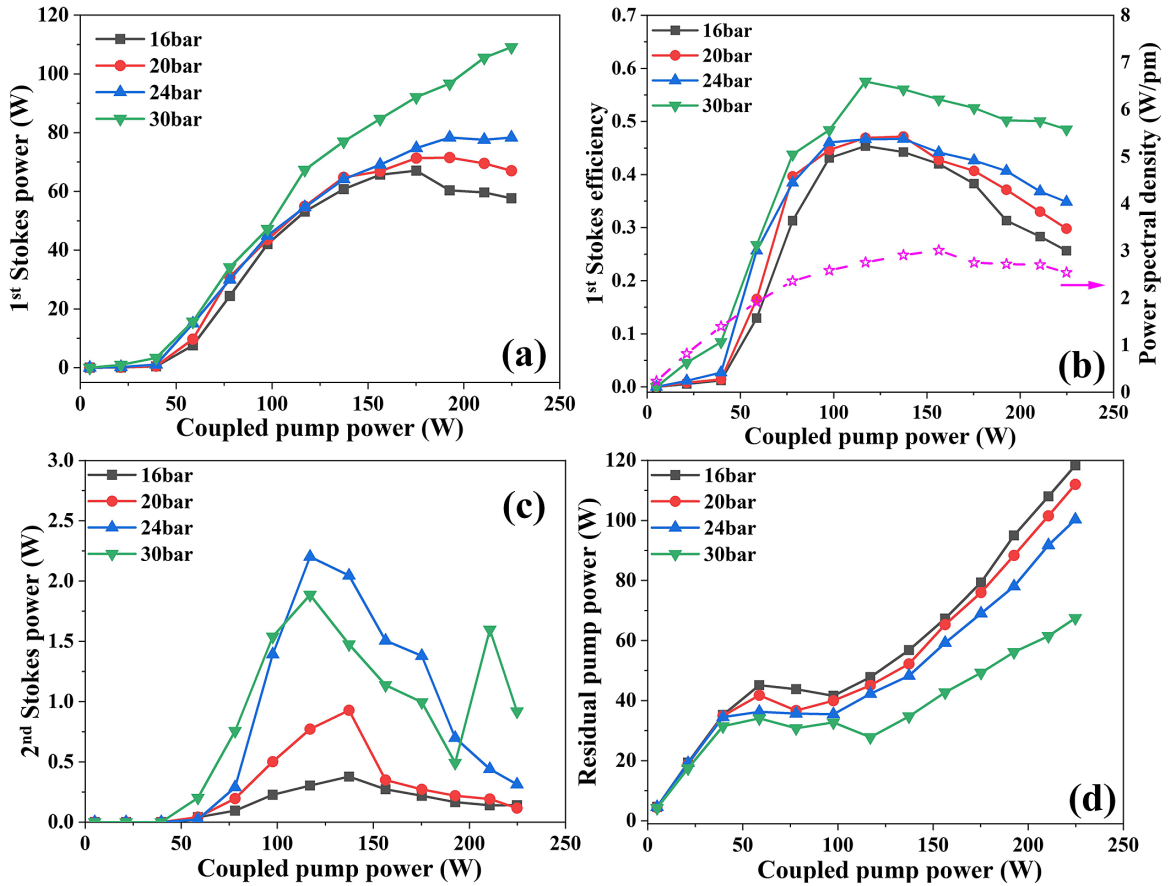 120
100
80
60
40
20
0
1st Stokes power (W)
16bar
20bar
24bar
30bar
(a)
0 50 100 150 200 250
Coupled pump power (W)
0.7
0.6
0.5
0.4
0.3
0.2
0.1
0.0
1st Stokes efficiency
16bar
20bar
24bar
30bar
(b)
8
7
6
5
4
3
2
1
0
Power spectral density (W/pm)
0 50 100 150 200 250
Coupled pump power (W)
3.0
2.5
2.0
1.5
1.0
0.5
0.0
2nd Stokes power (W)
16bar
20bar
24bar
30bar
(c)
0 50 100 150 200 250
Coupled pump power (W)
120
100
80
60
40
20
0
Residual pump power (W)
16bar
20bar
24bar
30bar
(d)
0 50 100 150 200 250
Coupled pump power (W)